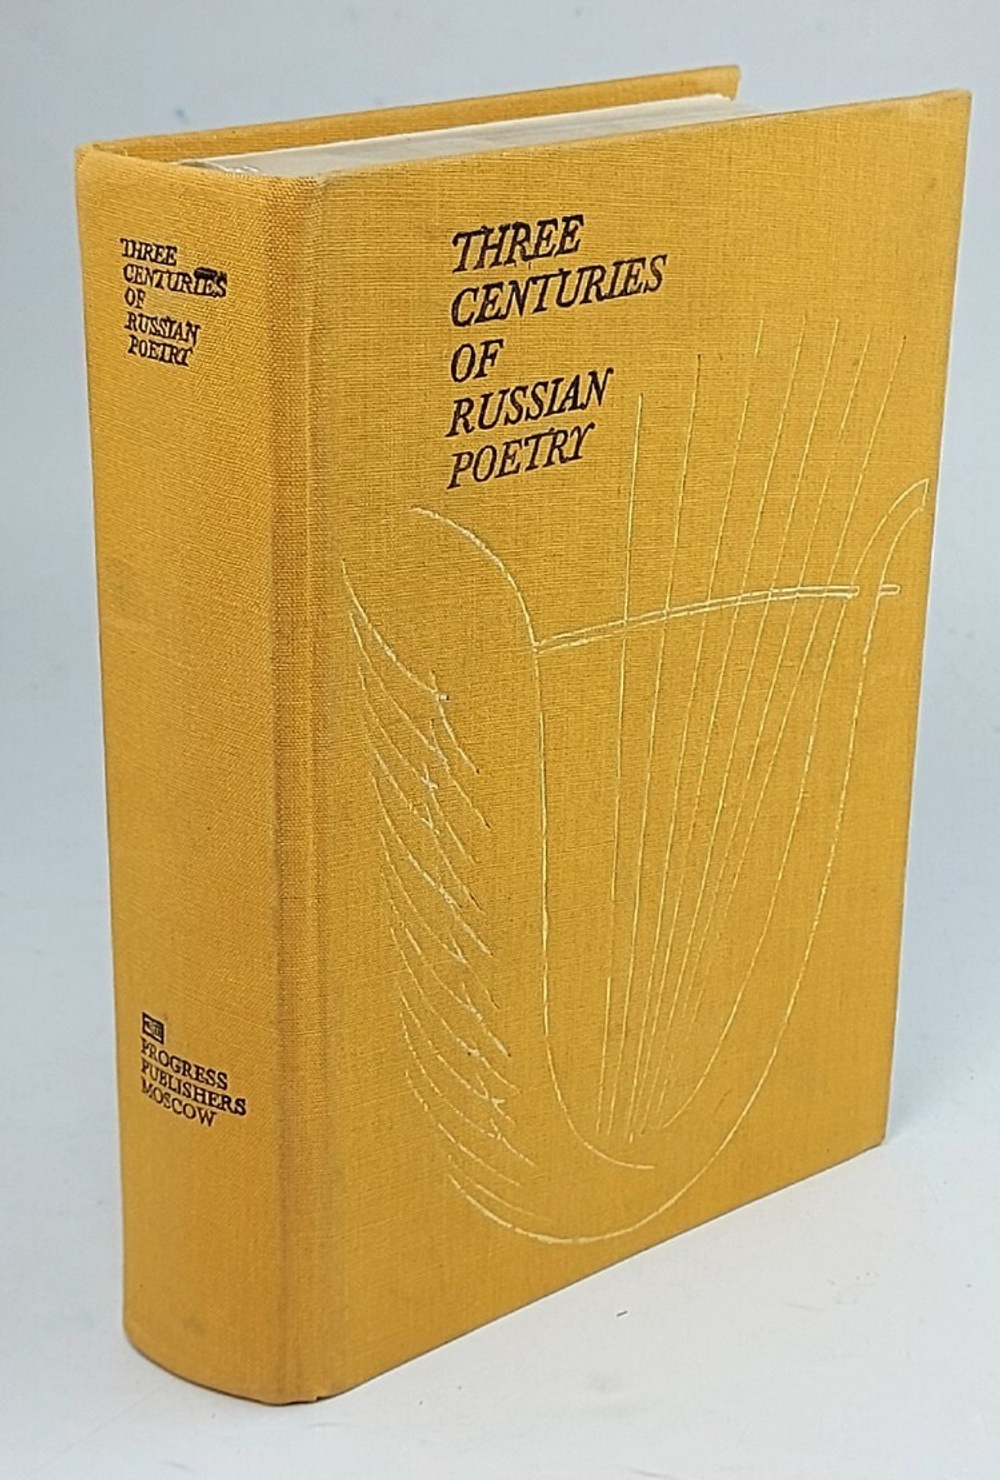 THREE
CENTURIES
OF
RUSSIAN
POETRY
PROGRESS
PUBLISHERS
MOSCOW
THREE
CENTURIES
OF
RUSSIAN
POETRY